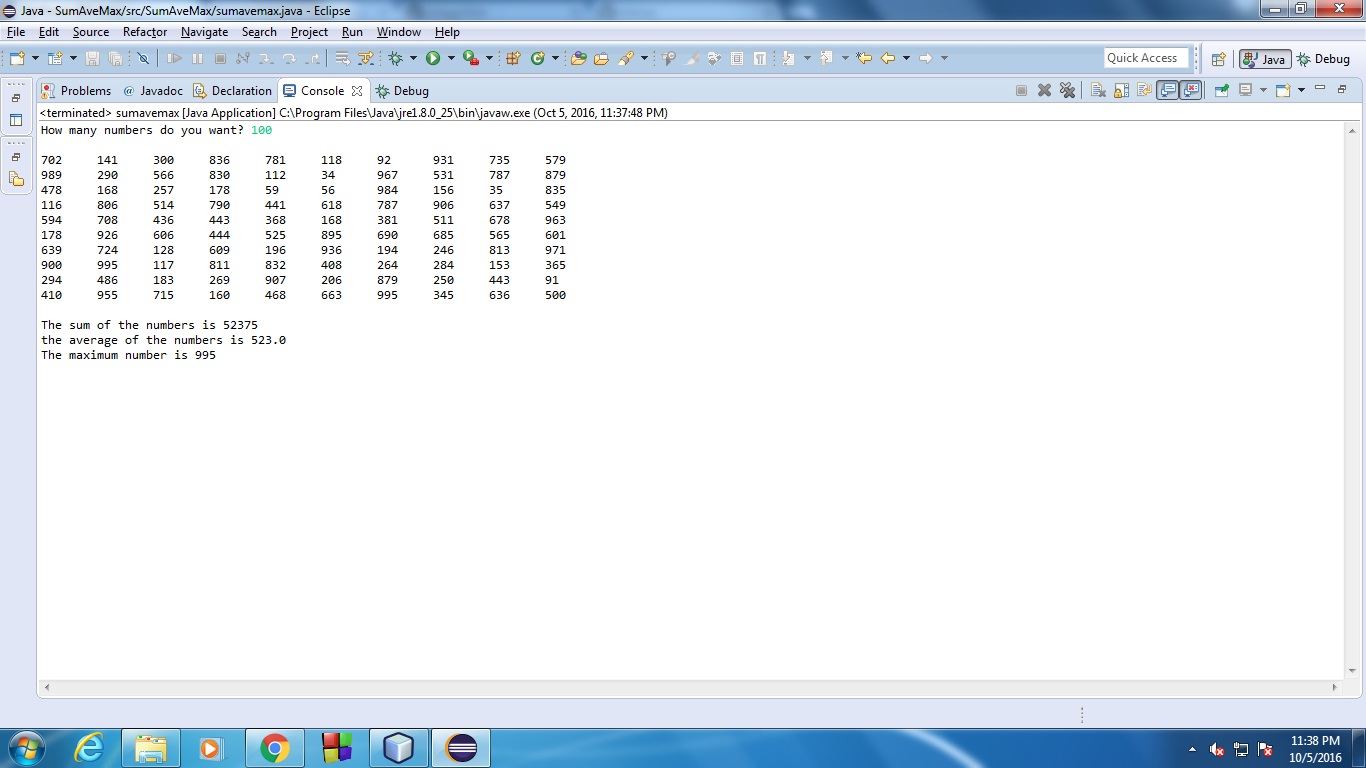 Java - SumAveMax/src/SumAveMax/sumavemax.java - Eclipse
File Edit Source Refactor Navigate Search Project Run Window Help
Quick Access Java Debug
Problems @ Javadoc Declaration Console Debug
<terminated> sumavemax [Java Application] C:\Program Files\Java\jre1.8.0_25\bin\javaw.exe (Oct 5, 2016, 11:37:48 PM)
How many numbers do you want? 100
702 141 300 836 781 118 92 931 735 579
989 290 566 830 112 34 967 531 787 879
478 168 257 178 59 56 984 156 35 835
116 806 514 790 441 618 787 906 637 549
594 708 436 443 368 168 381 511 678 963
178 926 606 444 525 895 690 685 565 601
639 724 128 609 196 936 194 246 813 971
900 995 117 811 832 408 264 284 153 365
294 486 183 269 907 206 879 250 443 91
410 955 715 160 468 663 995 345 636 500
The sum of the numbers is 52375
the average of the numbers is 523.0
The maximum number is 995
11:38 PM
10/5/2016